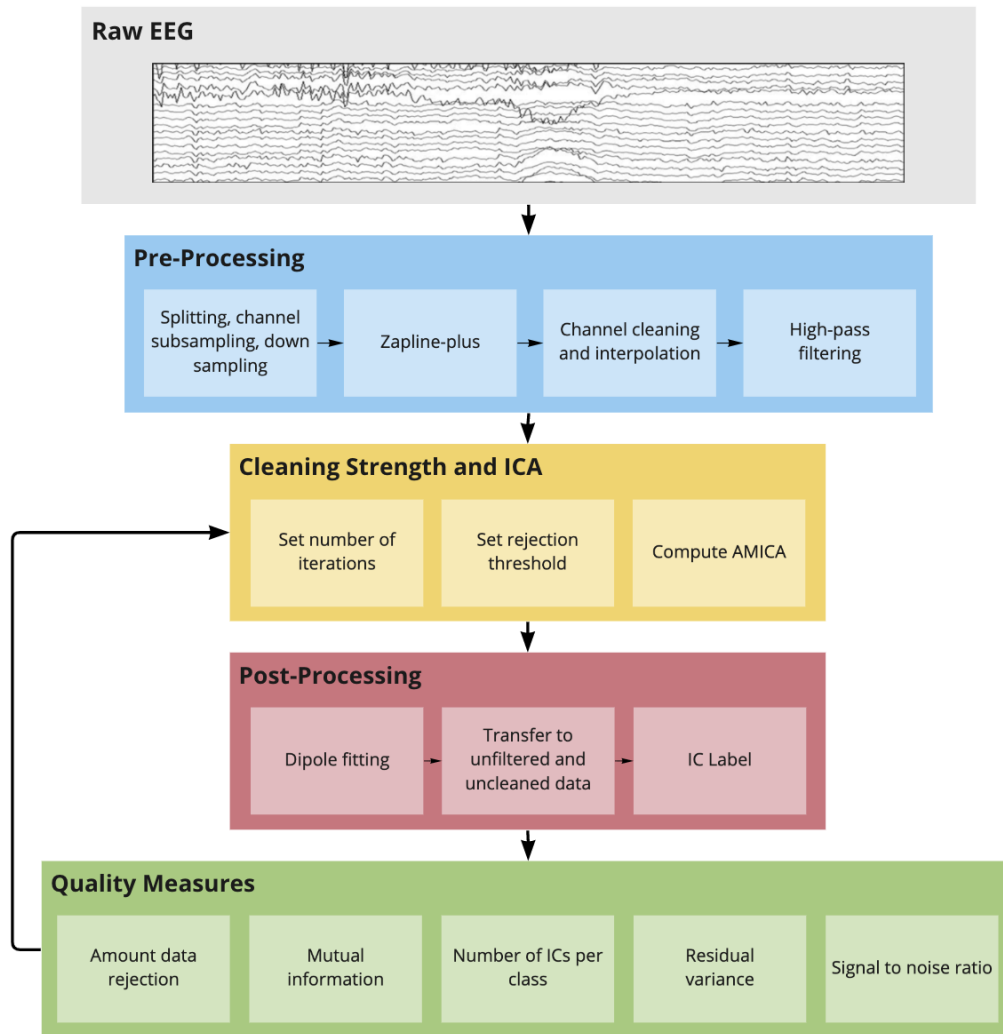 Raw EEG
Pre-Processing
Splitting, channel
subsampling, down
sampling
Zapline-plus
Channel cleaning
and interpolation
High-pass
filtering
Cleaning Strength and ICA
Set number of
iterations
Set rejection
threshold
Compute AMICA
Post-Processing
Dipole fitting
Transfer to
unfiltered and
uncleaned data
IC Label
Quality Measures
Amount data
rejection
Mutual
information
Number of ICs per
class
Residual
variance
Signal to noise ratio